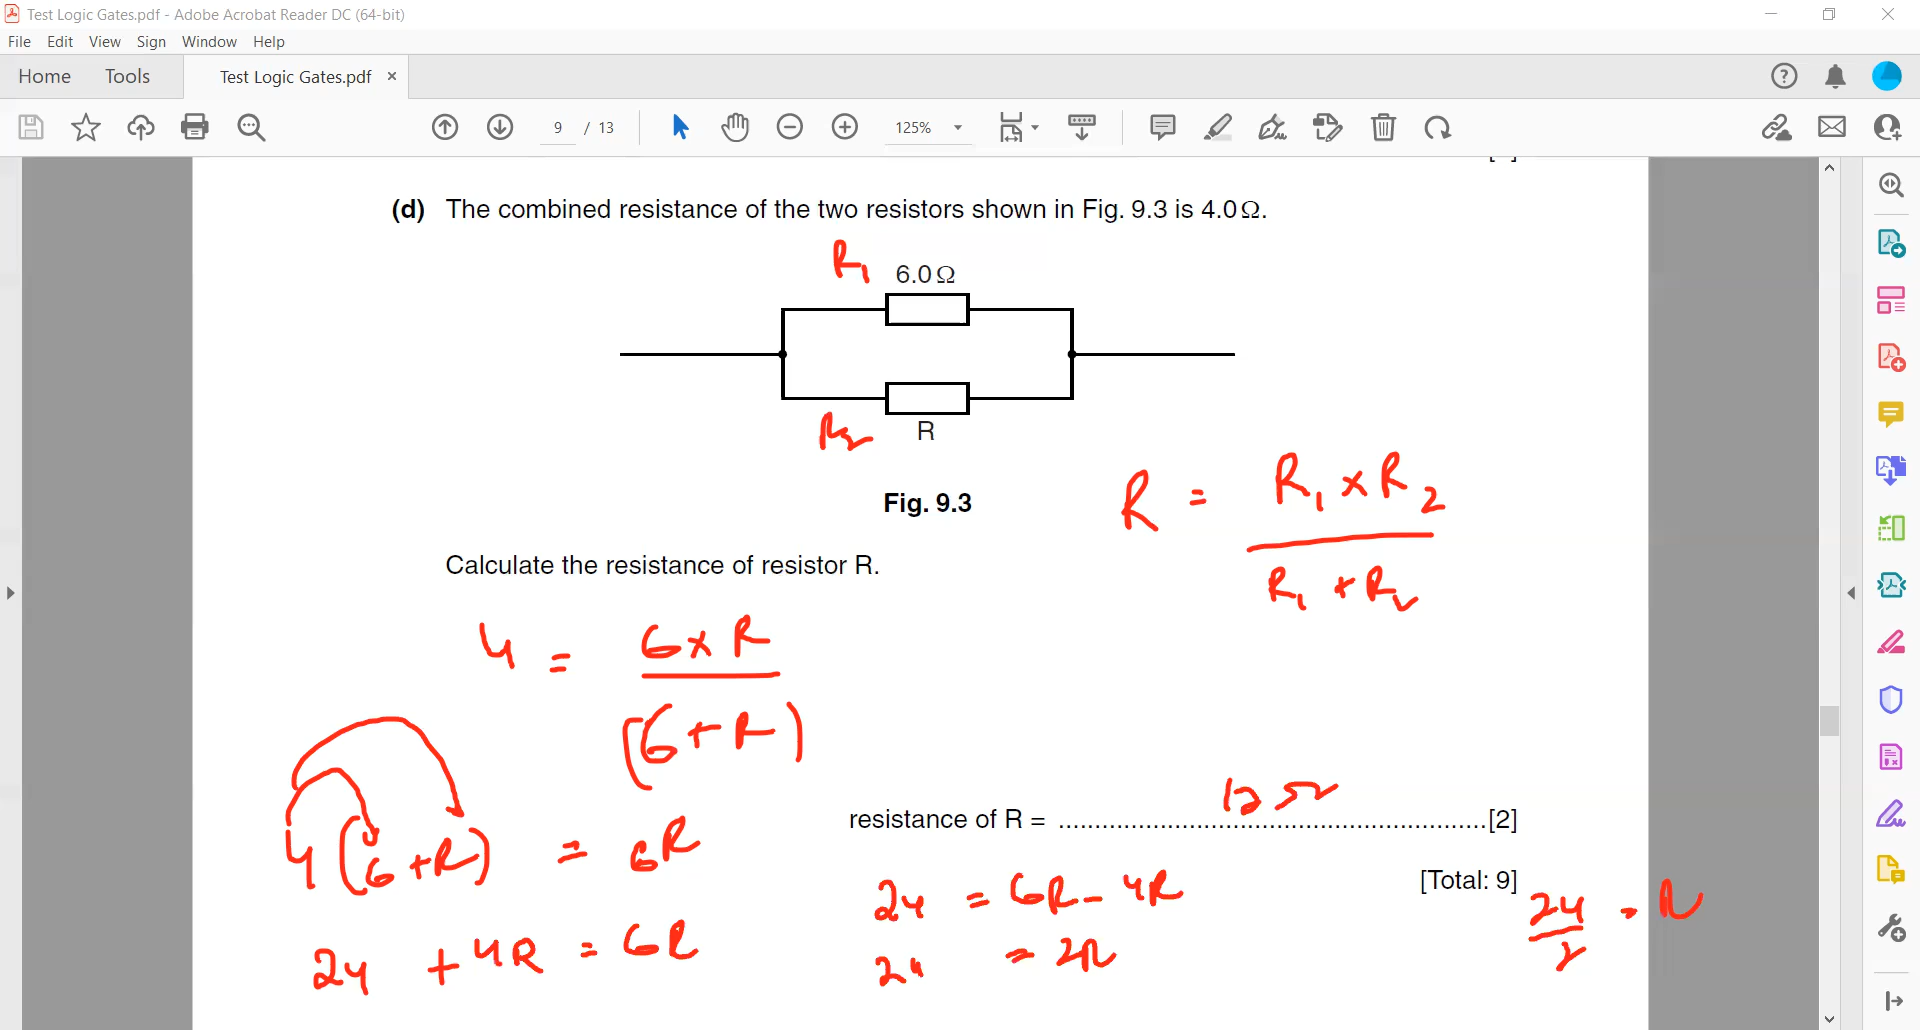 Test Logic Gates.pdf - Adobe Acrobat Reader DC (64-bit)
File Edit View Sign Window Help
Home Tools Test Logic Gates.pdf ×
9 / 13 125%
(d) The combined resistance of the two resistors shown in Fig. 9.3 is 4.0 Ω.
R₁
6.0 Ω
R₂
R
Fig. 9.3
R = R₁ × R₂
R₁ + R₂
Calculate the resistance of resistor R.
4 = 6 × R
(6 + R)
resistance of R = 12 Ω [2]
4(6 + R) = 6R
[Total: 9]
24 + 4R = 6R
24 = 6R - 4R
24 = 2R
24/2 = R